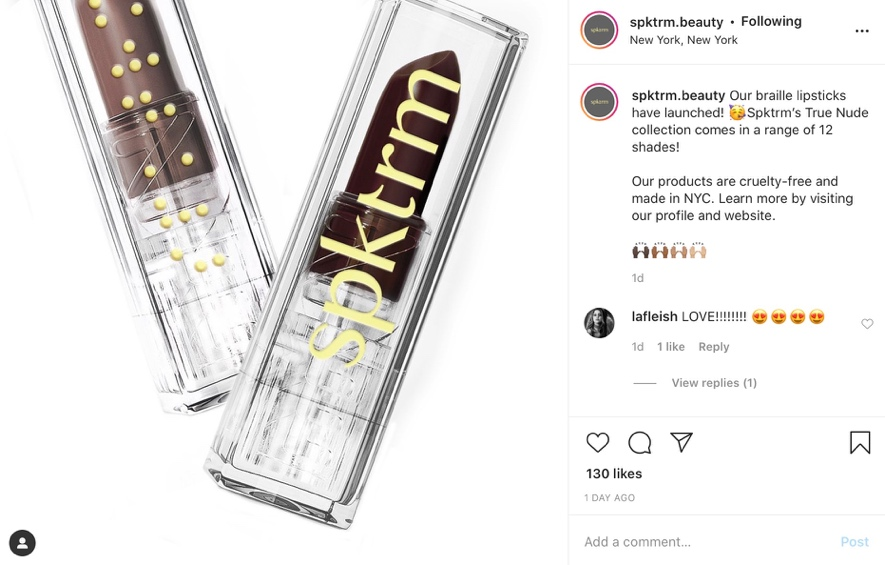 spktrm
spktrm.beauty • Following
New York, New York
spktrm.beauty Our braille lipsticks
have launched! 🥳Spktrm's True Nude
collection comes in a range of 12
shades!
Our products are cruelty-free and
made in NYC. Learn more by visiting
our profile and website.
🙌🏿🙌🏾🙌🏽🙌🏼
1d
lafleish LOVE!!!!!!!! 😍😍😍😍
1d 1 like Reply
View replies (1)
130 likes
1 DAY AGO
Add a comment... Post